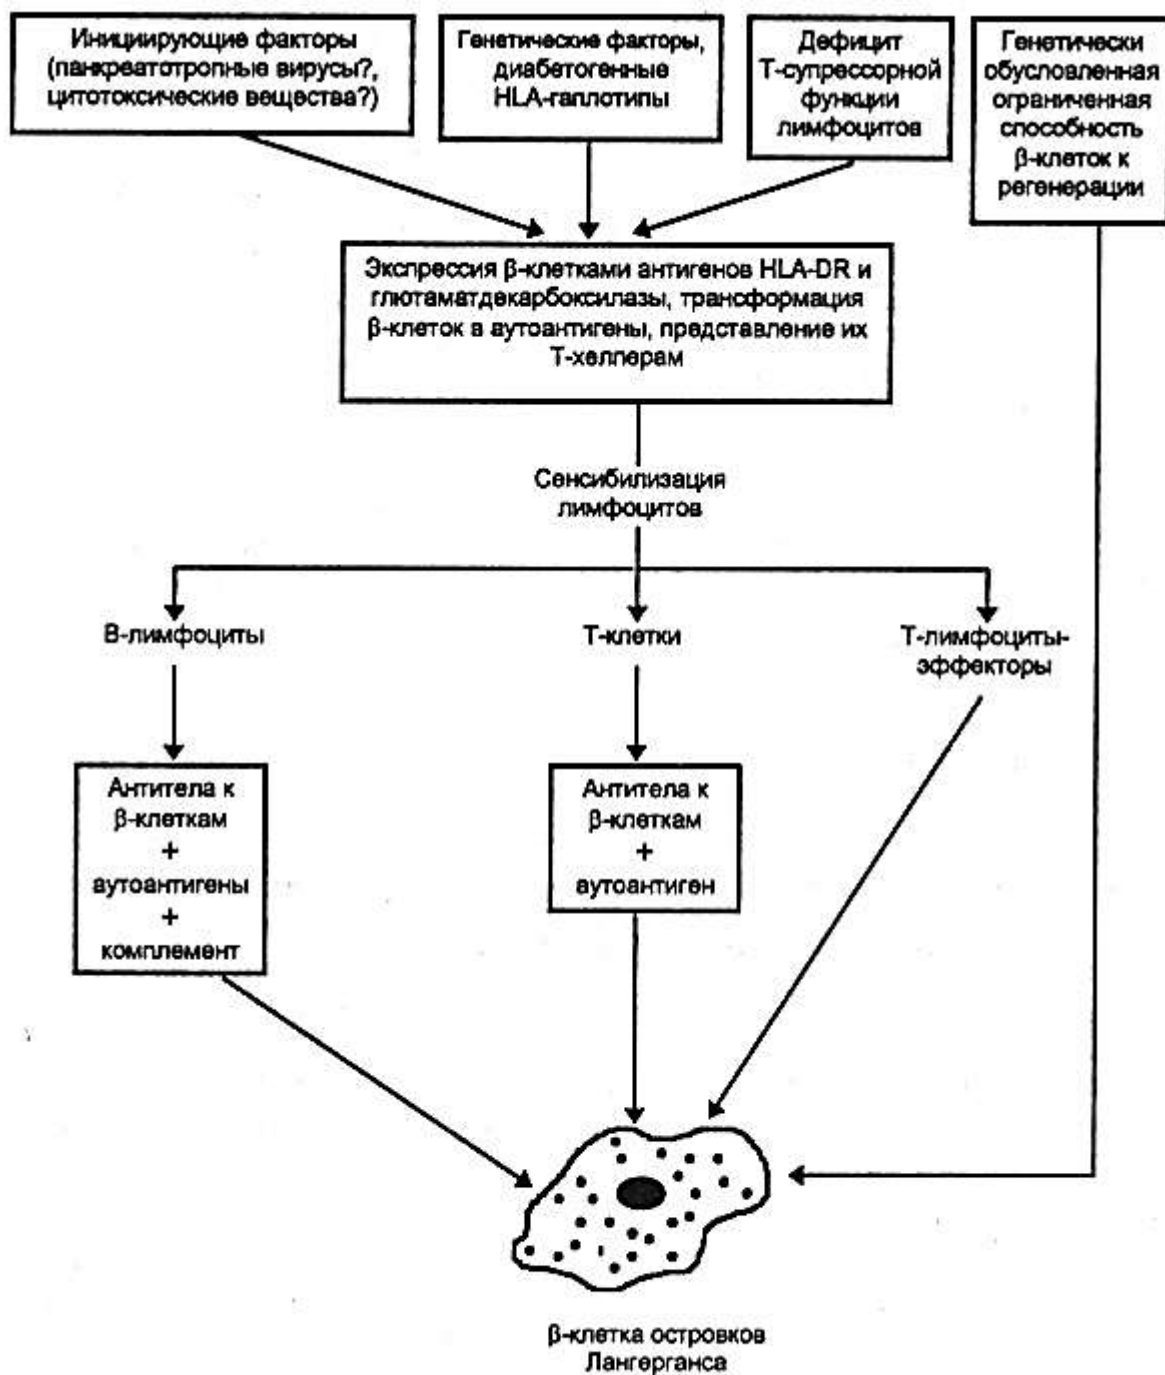 Инициирующие факторы
(панкреатотропные вирусы?,
цитотоксические вещества?)
Генетические факторы,
диабетогенные
HLA-гаплотипы
Дефицит
Т-супрессорной
функции
лимфоцитов
Генетически
обусловленная
ограниченная
способность
β-клеток к
регенерации
Экспрессия β-клетками антигенов HLA-DR и
глютаматдекарбоксилазы, трансформация
β-клеток в аутоантигены, представление их
Т-хелперам
Сенсибилизация
лимфоцитов
В-лимфоциты
Т-клетки
Т-лимфоциты-
эффекторы
Антитела к
β-клеткам
+
аутоантигены
+
комплемент
Антитела к
β-клеткам
+
аутоантиген
β-клетка островков
Лангерганса